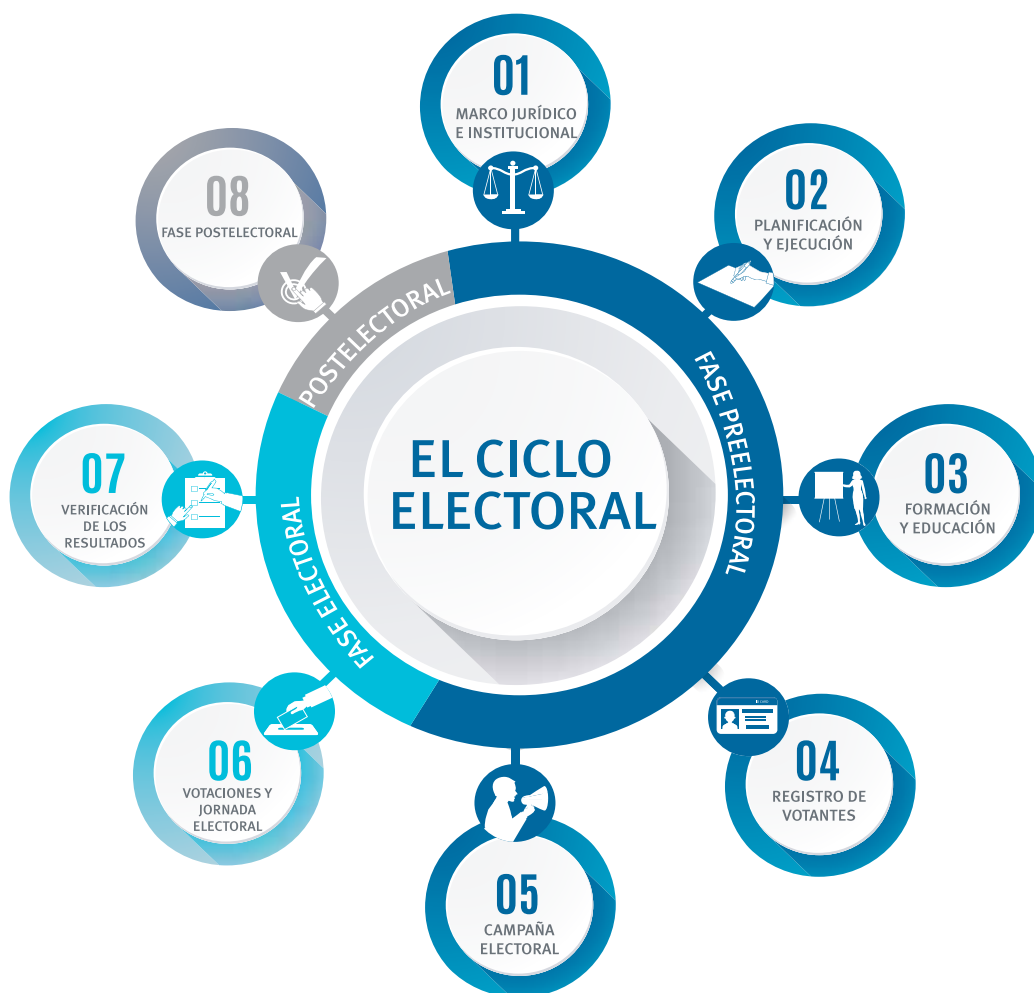 EL CICLO
ELECTORAL
FASE PREELECTORAL
FASE ELECTORAL
POSTELECTORAL
01
MARCO JURÍDICO
E INSTITUCIONAL
02
PLANIFICACIÓN
Y EJECUCIÓN
03
FORMACIÓN
Y EDUCACIÓN
04
REGISTRO DE
VOTANTES
05
CAMPAÑA
ELECTORAL
06
VOTACIONES Y
JORNADA
ELECTORAL
07
VERIFICACIÓN
DE LOS
RESULTADOS
08
FASE POSTELECTORAL